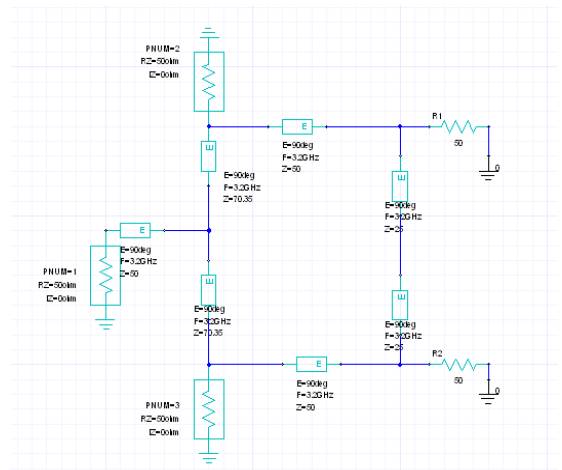 PNUM=2
RZ=50ohm
IZ=0ohm
R1
50
0
E
E=90deg
F=3.2GHz
Z=50
E
E=90deg
F=3.2GHz
Z=70.35
E
E=90deg
F=3.2GHz
Z=25
E
E=90deg
F=3.2GHz
Z=50
PNUM=1
RZ=50ohm
IZ=0ohm
E
E=90deg
F=3.2GHz
Z=70.35
E
E=90deg
F=3.2GHz
Z=25
R2
50
0
E
E=90deg
F=3.2GHz
Z=50
PNUM=3
RZ=50ohm
IZ=0ohm